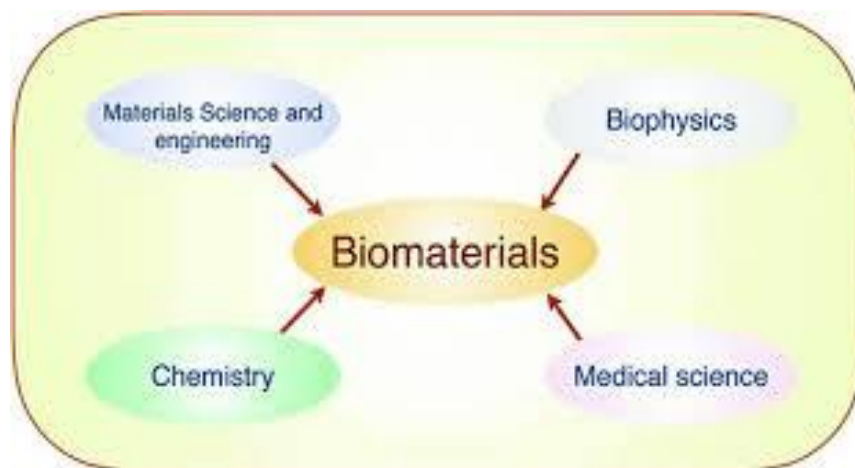 Materials Science and
engineering
Biophysics
Biomaterials
Chemistry
Medical science